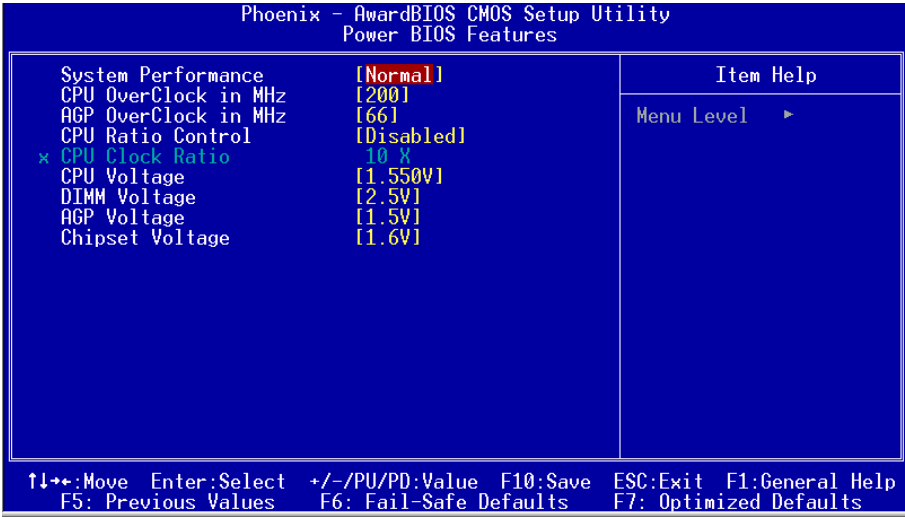 Phoenix - AwardBIOS CMOS Setup Utility
Power BIOS Features
System Performance [Normal]
CPU OverClock in MHz [200]
AGP OverClock in MHz [66]
CPU Ratio Control [Disabled]
x CPU Clock Ratio 10 X
CPU Voltage [1.550V]
DIMM Voltage [2.5V]
AGP Voltage [1.5V]
Chipset Voltage [1.6V]
Item Help
Menu Level ►
↑↓→←:Move Enter:Select +/-/PU/PD:Value F10:Save ESC:Exit F1:General Help
F5: Previous Values F6: Fail-Safe Defaults F7: Optimized Defaults